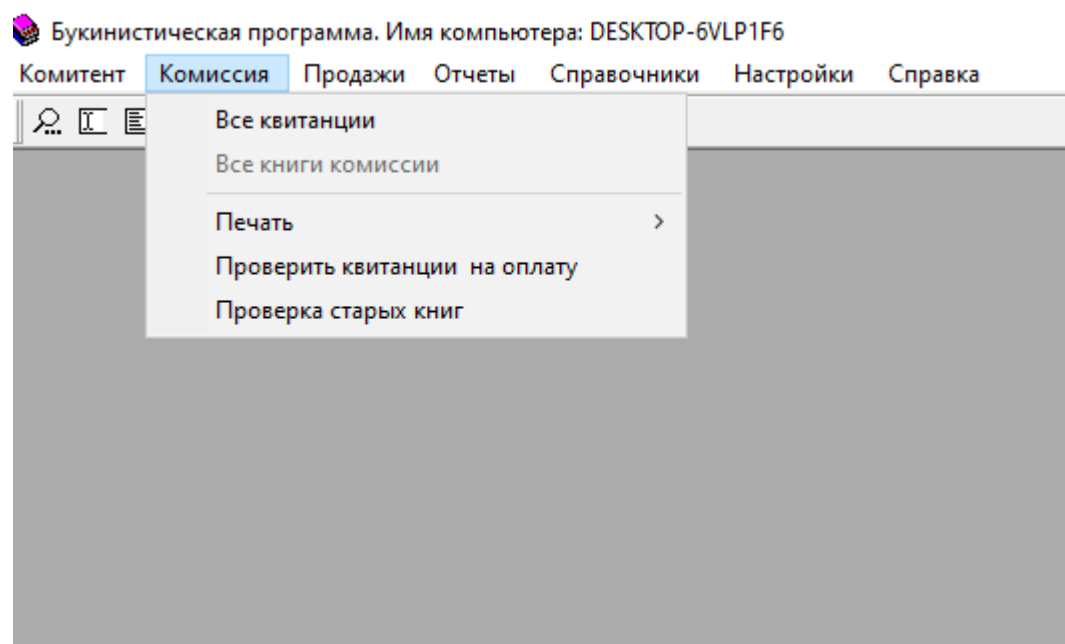 Букинистическая программа. Имя компьютера: DESKTOP-6VLP1F6
Комитент Комиссия Продажи Отчеты Справочники Настройки Справка
Все квитанции
Все книги комиссии
Печать
Проверить квитанции  на оплату
Проверка старых книг